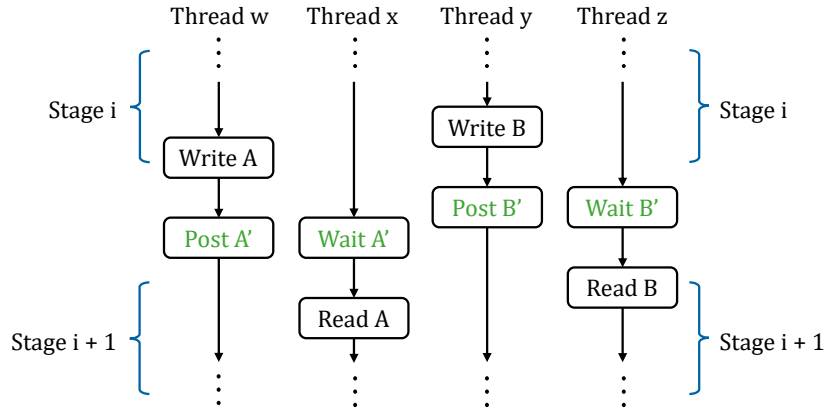 Thread w
Thread x
Thread y
Thread z
Stage i
Stage i
Write B
Write A
Post B’
Wait B’
Post A’
Wait A’
Read B
Read A
Stage i + 1
Stage i + 1